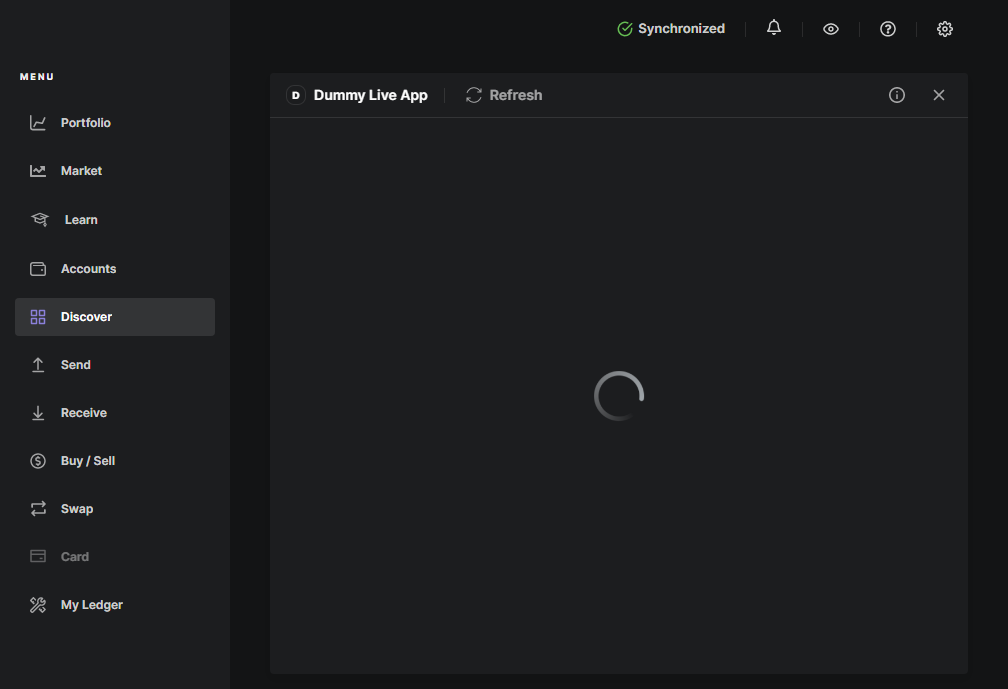 Synchronized
MENU
Portfolio
Market
Learn
Accounts
Discover
Send
Receive
Buy / Sell
Swap
Card
My Ledger
D Dummy Live App Refresh